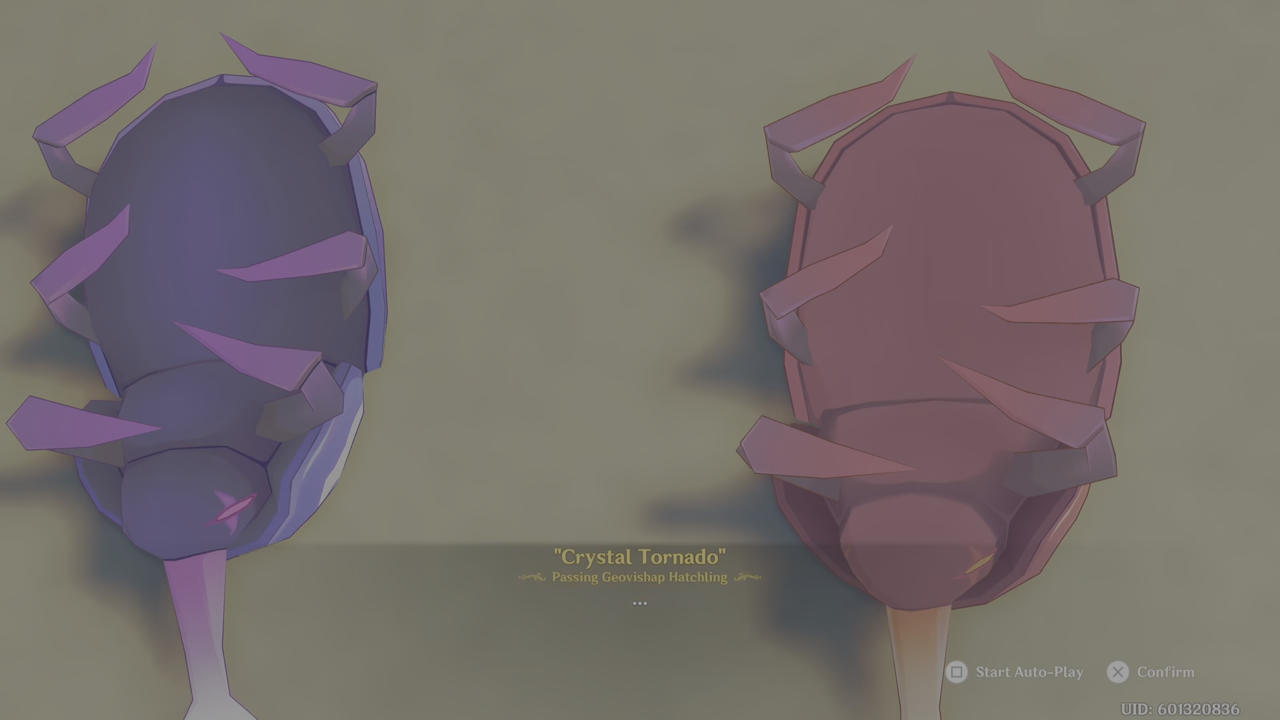 "Crystal Tornado"
Passing Geovishap Hatchling
...
Start Auto-Play
Confirm
UID: 601320836